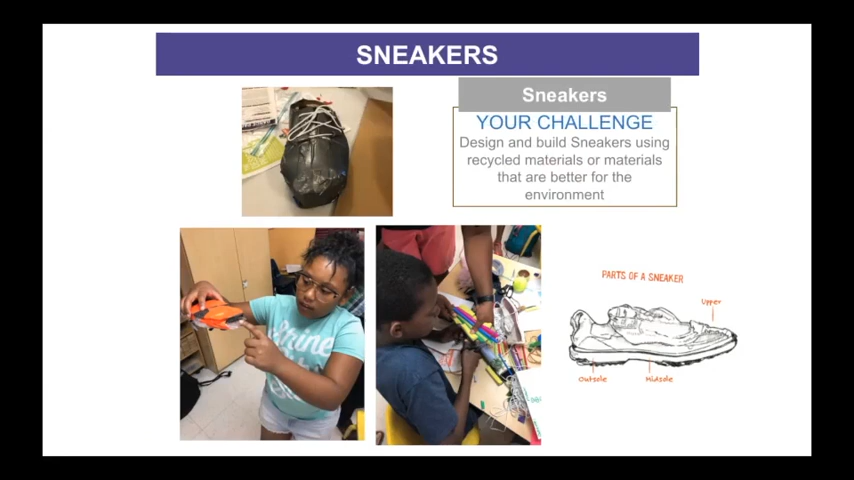 SNEAKERS
Sneakers
YOUR CHALLENGE
Design and build Sneakers using
recycled materials or materials
that are better for the
environment
PARTS OF A SNEAKER
Upper
Outsole
Midsole